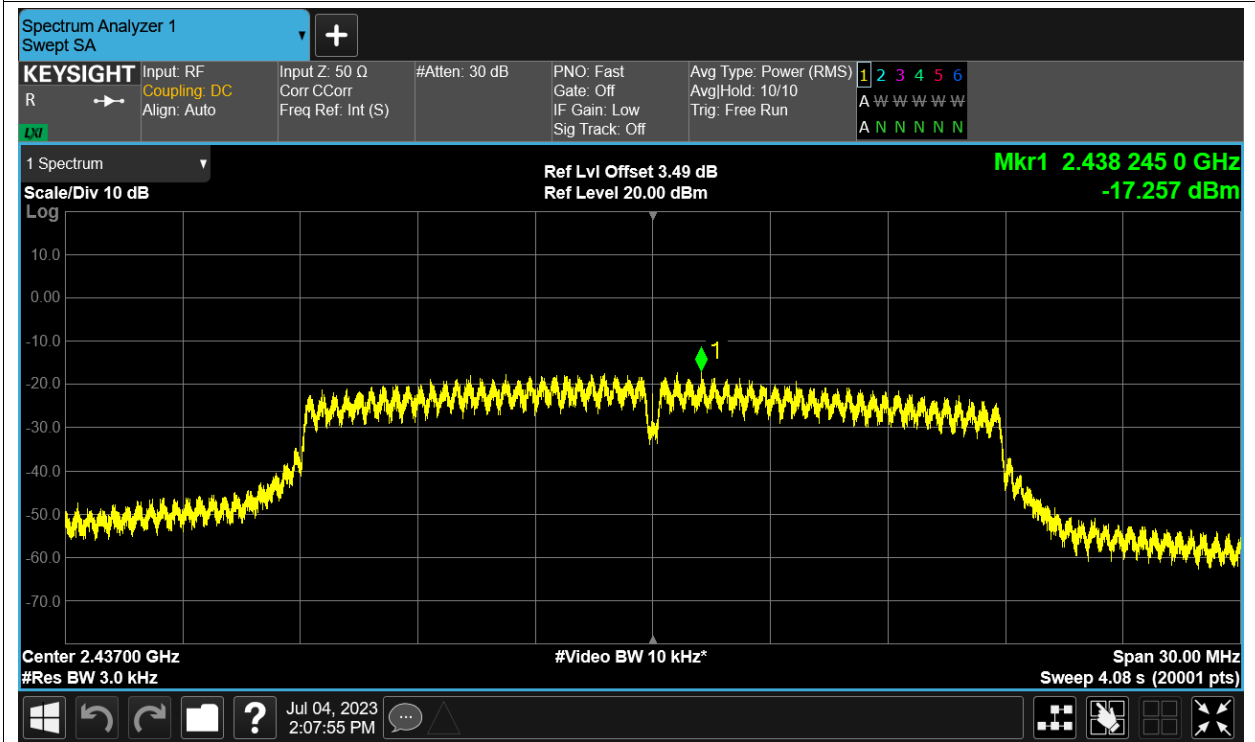 Spectrum Analyzer 1
Swept SA
+
KEYSIGHT
R
LXI
Input: RF
Coupling: DC
Align: Auto
Input Z: 50 Ω
Corr CCorr
Freq Ref: Int (S)
#Atten: 30 dB
PNO: Fast
Gate: Off
IF Gain: Low
Sig Track: Off
Avg Type: Power (RMS)
Avg|Hold: 10/10
Trig: Free Run
1 2 3 4 5 6
A W W W W W
A N N N N N
1 Spectrum
Scale/Div 10 dB
Log
Ref Lvl Offset 3.49 dB
Ref Level 20.00 dBm
Mkr1 2.438 245 0 GHz
-17.257 dBm
10.0
0.00
-10.0
1
-20.0
-30.0
-40.0
-50.0
-60.0
-70.0
Center 2.43700 GHz
#Res BW 3.0 kHz
#Video BW 10 kHz*
Span 30.00 MHz
Sweep 4.08 s (20001 pts)
?
Jul 04, 2023
2:07:55 PM